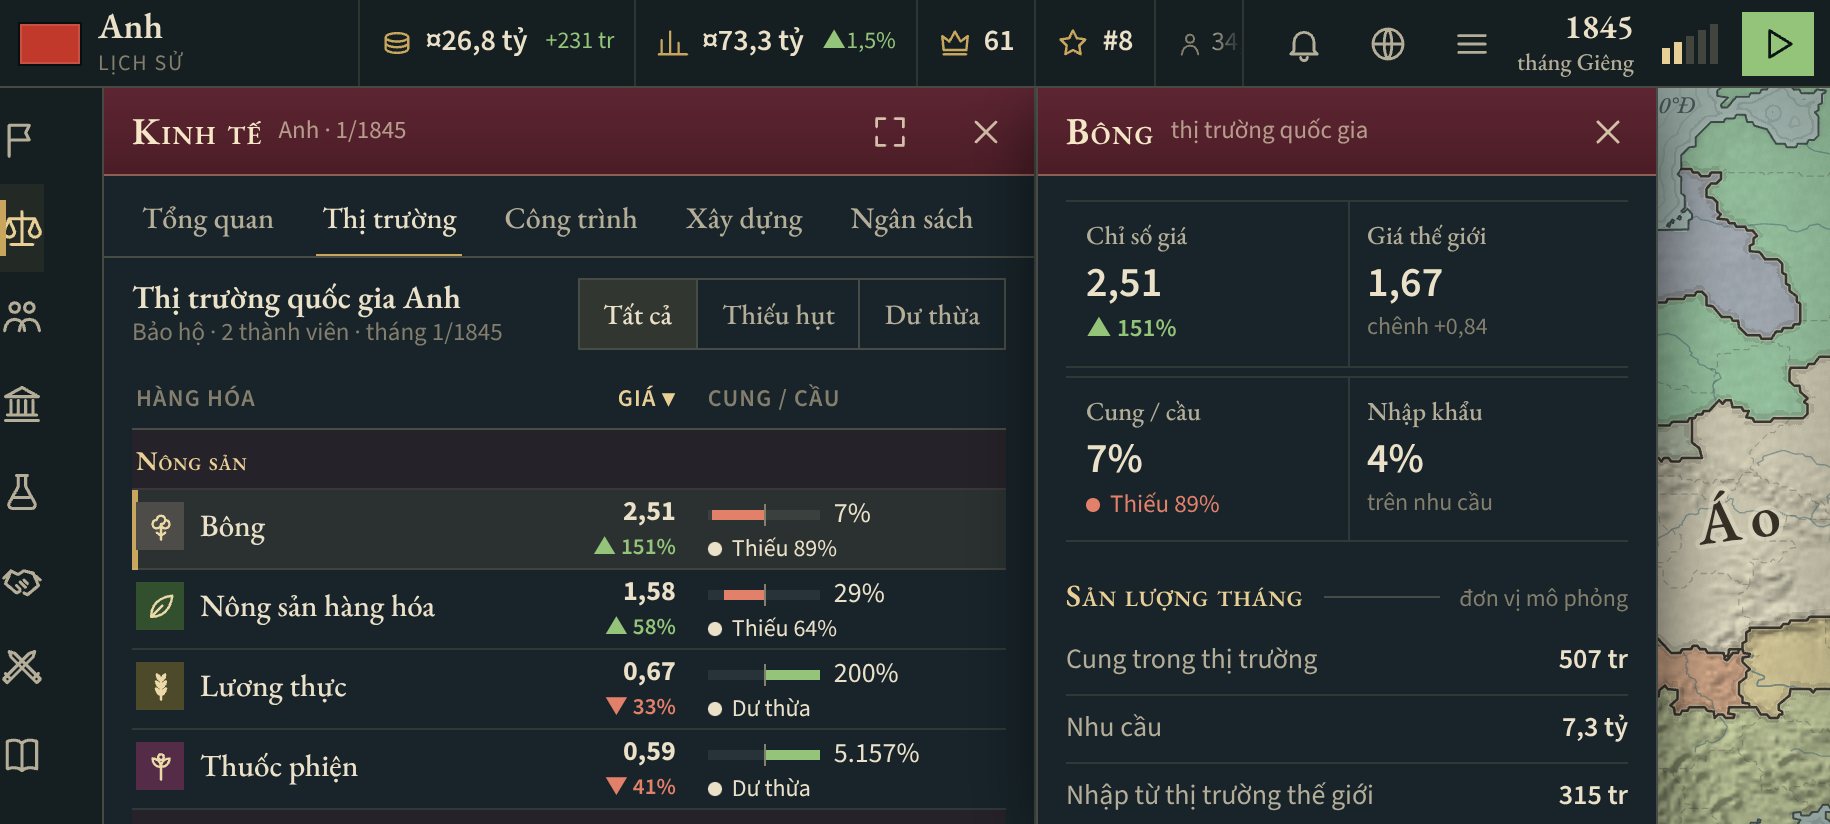 Anh
LỊCH SỬ
¤26,8 tỷ +231 tr
¤73,3 tỷ ▲1,5%
61
#8
34
1845
tháng Giêng
Kinh tế Anh · 1/1845
Tổng quan Thị trường Công trình Xây dựng Ngân sách
Thị trường quốc gia Anh
Bảo hộ · 2 thành viên · tháng 1/1845
Tất cả Thiếu hụt Dư thừa
HÀNG HÓA GIÁ ▼ CUNG / CẦU
Nông sản
Bông 2,51 7%
▲ 151% Thiếu 89%
Nông sản hàng hóa 1,58 29%
▲ 58% Thiếu 64%
Lương thực 0,67 200%
▼ 33% Dư thừa
Thuốc phiện 0,59 5.157%
▼ 41% Dư thừa
Bông thị trường quốc gia
Chỉ số giá
2,51
▲ 151%
Giá thế giới
1,67
chênh +0,84
Cung / cầu
7%
Thiếu 89%
Nhập khẩu
4%
trên nhu cầu
Sản lượng tháng đơn vị mô phỏng
Cung trong thị trường 507 tr
Nhu cầu 7,3 tỷ
Nhập từ thị trường thế giới 315 tr
0°Đ
Áo